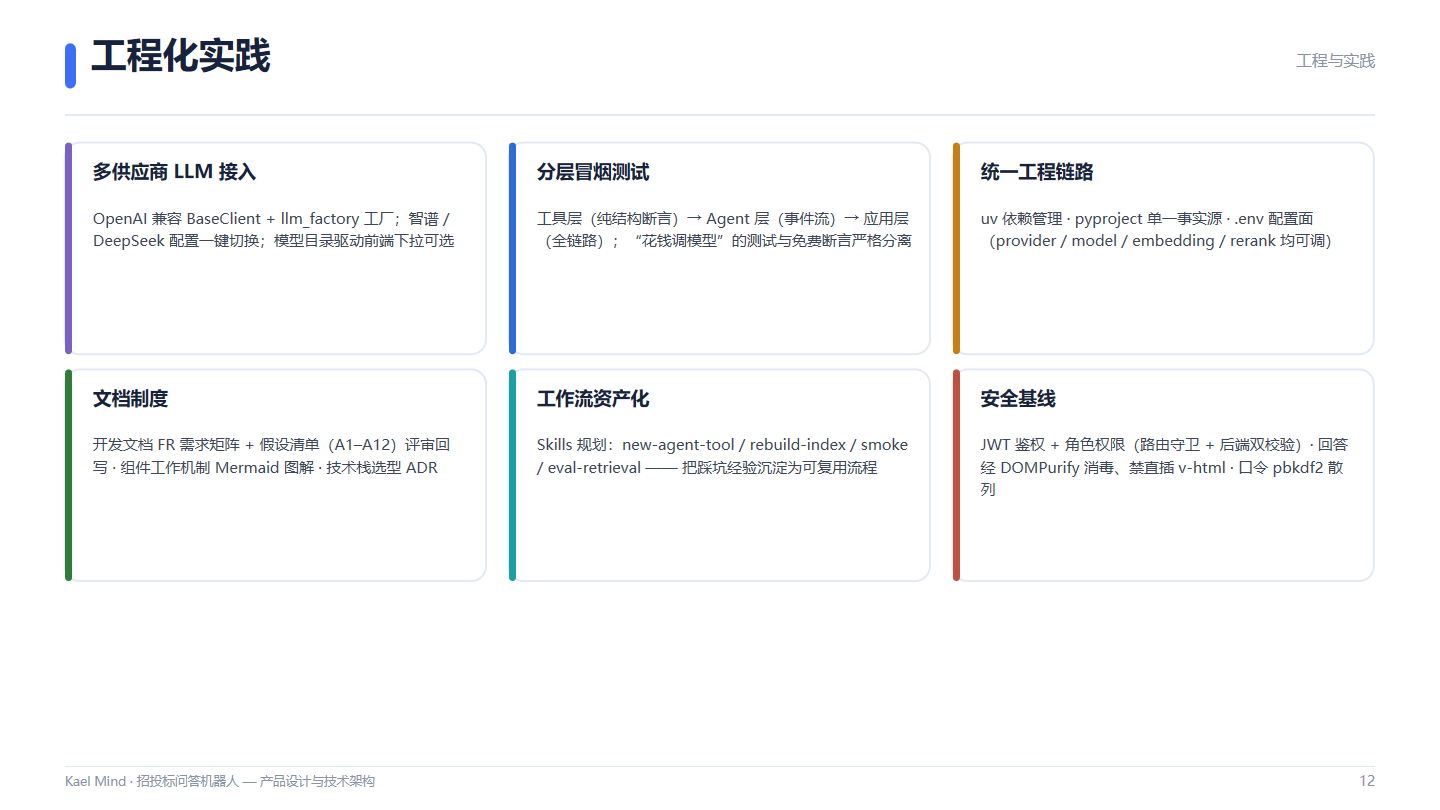 工程化实践
工程与实践
多供应商 LLM 接入
OpenAI 兼容 BaseClient + llm_factory 工厂；智谱 /
DeepSeek 配置一键切换；模型目录驱动前端下拉可选
分层冒烟测试
工具层（纯结构断言）→ Agent 层（事件流）→ 应用层
（全链路）；“花钱调模型”的测试与免费断言严格分离
统一工程链路
uv 依赖管理 · pyproject 单一事实源 · .env 配置面
（provider / model / embedding / rerank 均可调）
文档制度
开发文档 FR 需求矩阵 + 假设清单（A1–A12）评审回
写 · 组件工作机制 Mermaid 图解 · 技术栈选型 ADR
工作流资产化
Skills 规划：new-agent-tool / rebuild-index / smoke
/ eval-retrieval —— 把踩坑经验沉淀为可复用流程
安全基线
JWT 鉴权 + 角色权限（路由守卫 + 后端双校验）· 回答
经 DOMPurify 消毒、禁直插 v-html · 口令 pbkdf2 散
列
Kael Mind · 招投标问答机器人 — 产品设计与技术架构
12